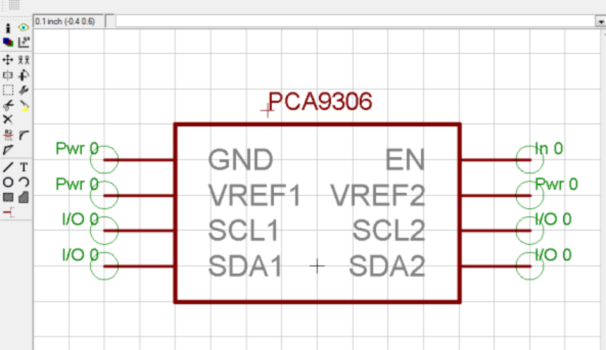 0.1 inch (-0.4 0.6)
PCA9306
Pwr 0 GND EN In 0
Pwr 0 VREF1 VREF2 Pwr 0
I/O 0 SCL1 SCL2 I/O 0
I/O 0 SDA1 SDA2 I/O 0